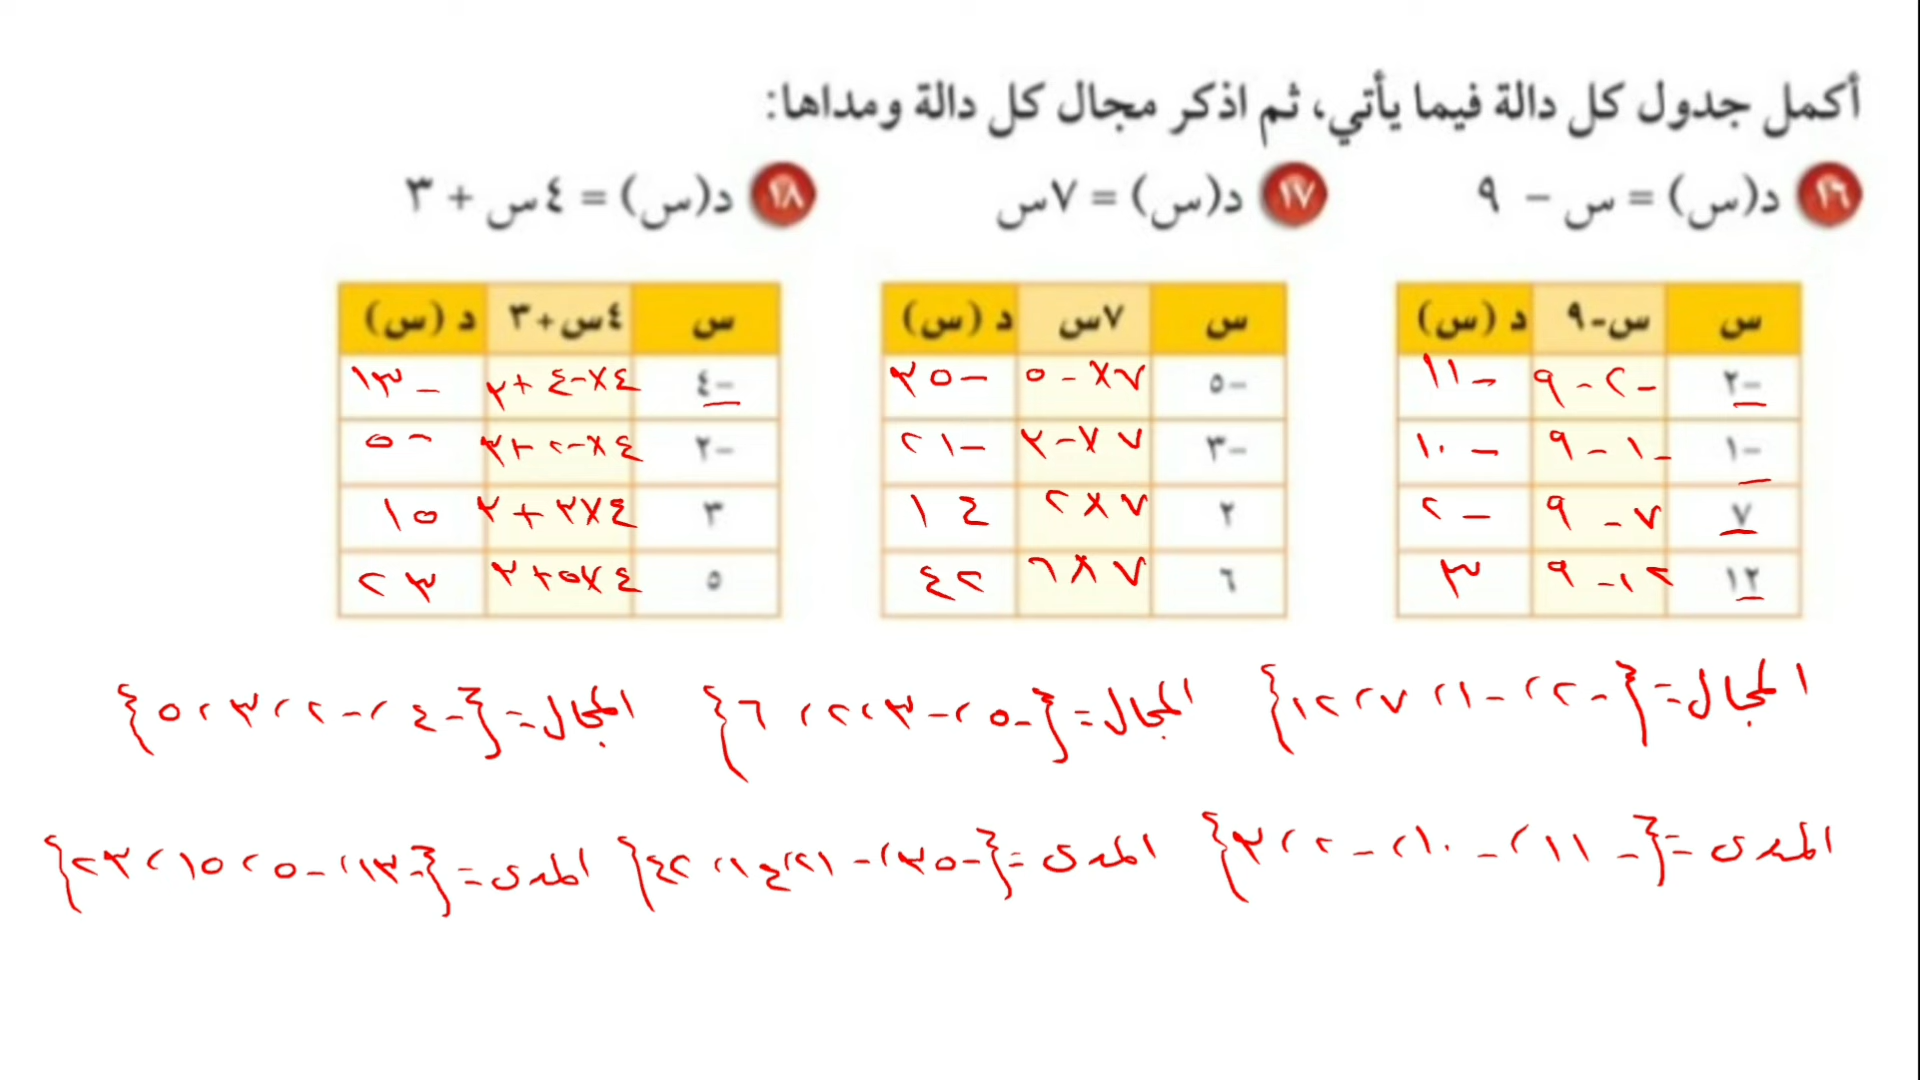 أكمل جدول كل دالة فيما يأتي، ثم اذكر مجال كل دالة ومداها:
١٦ د(س) = س - ٩
١٧ د(س) = ٧س
١٨ د(س) = ٤س + ٣
س س-٩ د (س)
-٢ -٢-٩ -١١
-١ -١-٩ -١٠
٧ ٧-٩ -٢
١٢ ١٢-٩ ٣
س ٧س د (س)
-٥ ٧×-٥ -٣٥
-٣ ٧×-٣ -٢١
٢ ٧×٢ ١٤
٦ ٧×٦ ٤٢
س ٤س+٣ د (س)
-٤ ٤×-٤+٣ -١٣
-٢ ٤×-٢+٣ -٥
٣ ٤×٣+٣ ١٥
٥ ٤×٥+٣ ٢٣
المجال={-٢، -١، ٧، ١٢}
المجال={-٥، -٣، ٢، ٦}
المجال={-٤، -٢، ٣، ٥}
المدى={-١١، -١٠، -٢، ٣}
المدى={-٣٥، -٢١، ١٤، ٤٢}
المدى={-١٣، -٥، ١٥، ٢٣}